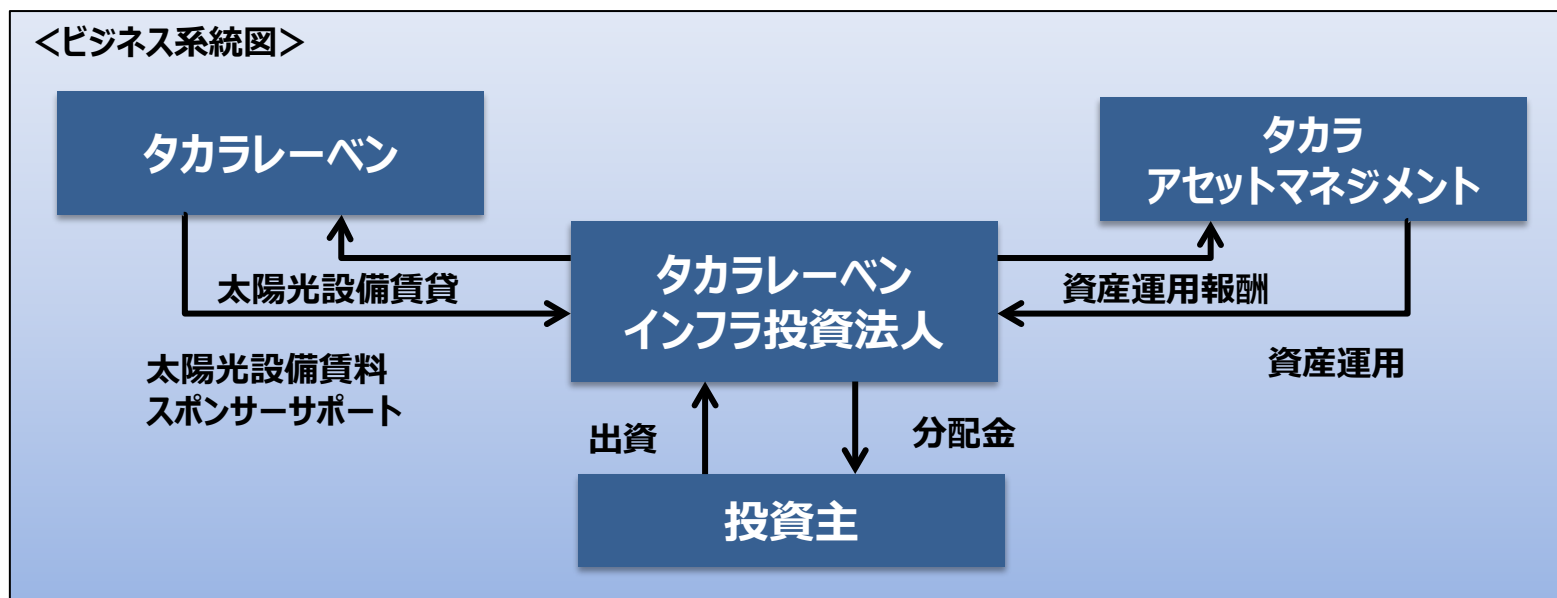 ＜ビジネス系統図＞
タカラレーベン
タカラ
アセットマネジメント
タカラレーベン
インフラ投資法人
太陽光設備賃貸
資産運用報酬
太陽光設備賃料
スポンサーサポート
資産運用
出資
分配金
投資主